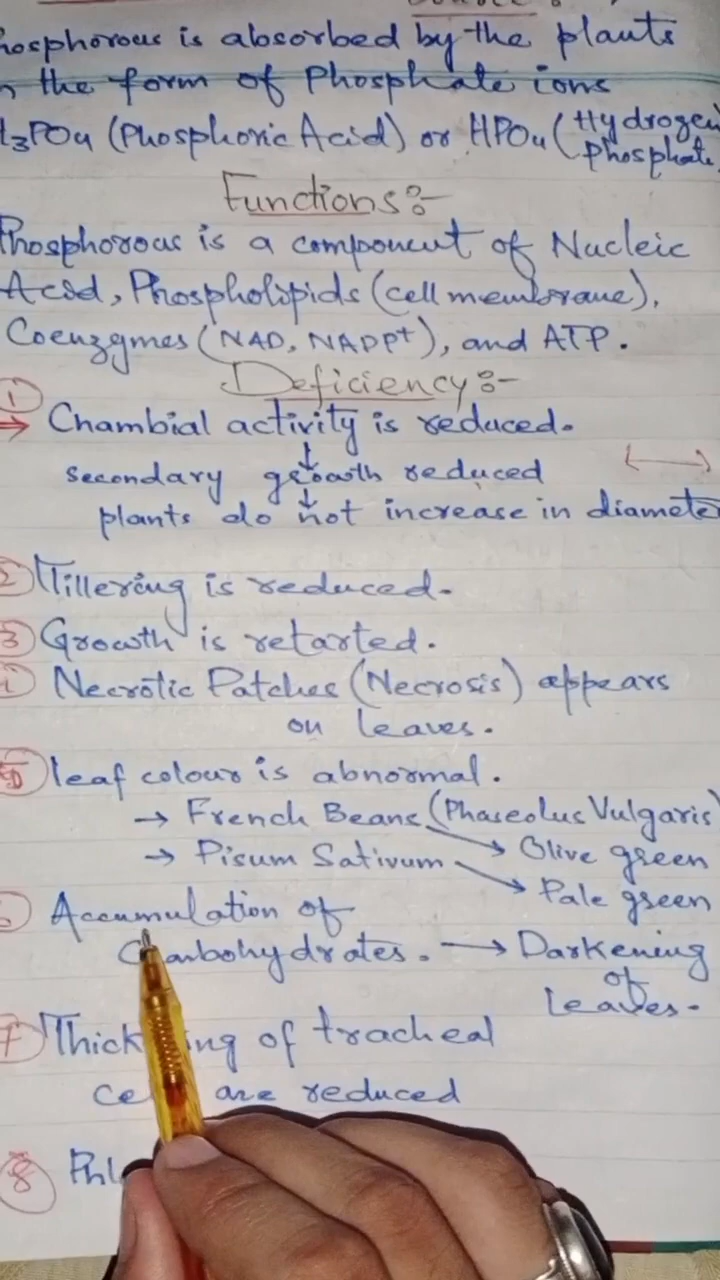 hosphorous is absorbed by the plants
the form of Phosphate ions
H₃PO₄ (Phosphoric Acid) or HPO₄ (Hydrogen
Phosphate
Functions:-
Phosphorous is a component of Nucleic
Acid, Phospholipids (cell membrane),
Coenzymes (NAD, NADP⁺), and ATP.
Deficiency:-
① → Chambial activity is reduced.
↓
secondary growth reduced
↓
plants do not increase in diameter
② Tillering is reduced.
③ Growth is retarted.
④ Necrotic Patches (Necrosis) appears
on leaves.
⑤ leaf colour is abnormal.
→ French Beans (Phaseolus Vulgaris)
→ Pisum Sativum → Olive green
→ Pale green
⑥ Accumulation of
Carbohydrates. → Darkening
of
leaves.
⑦ Thick ing of tracheal
ce are reduced
⑧ Phl